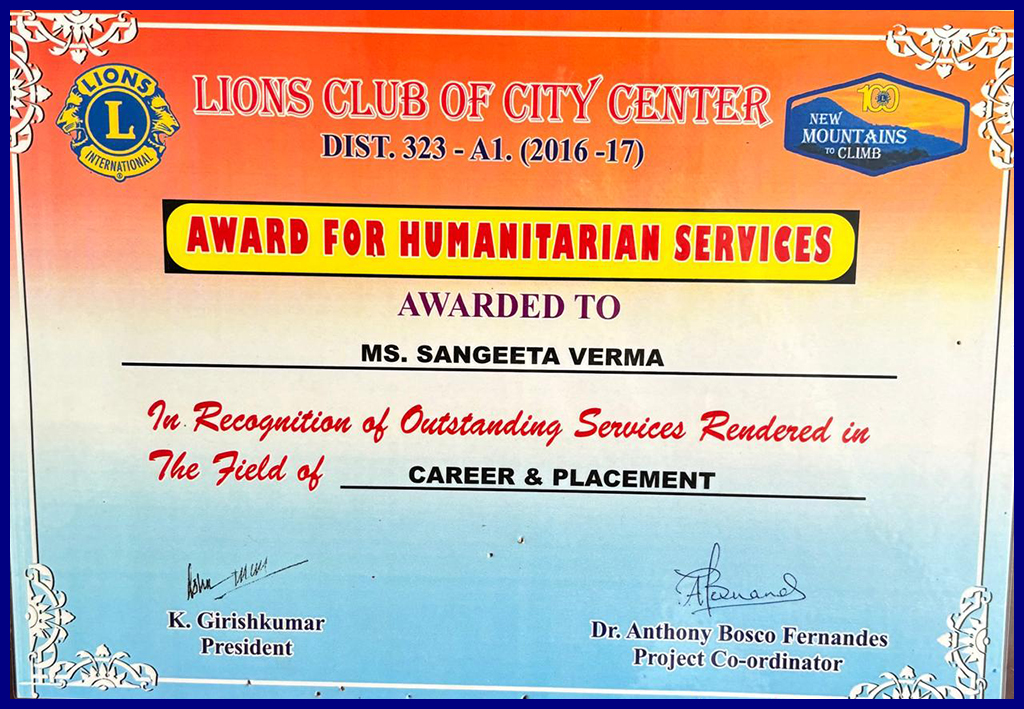 LIONS
L
INTERNATIONAL
®
LIONS CLUB OF CITY CENTER
DIST. 323 - A1. (2016 -17)
100
NEW
MOUNTAINS
TO CLIMB
AWARD FOR HUMANITARIAN SERVICES
AWARDED TO
MS. SANGEETA VERMA
In Recognition of Outstanding Services Rendered in
The Field of CAREER & PLACEMENT
K. Girishkumar
President
Dr. Anthony Bosco Fernandes
Project Co-ordinator